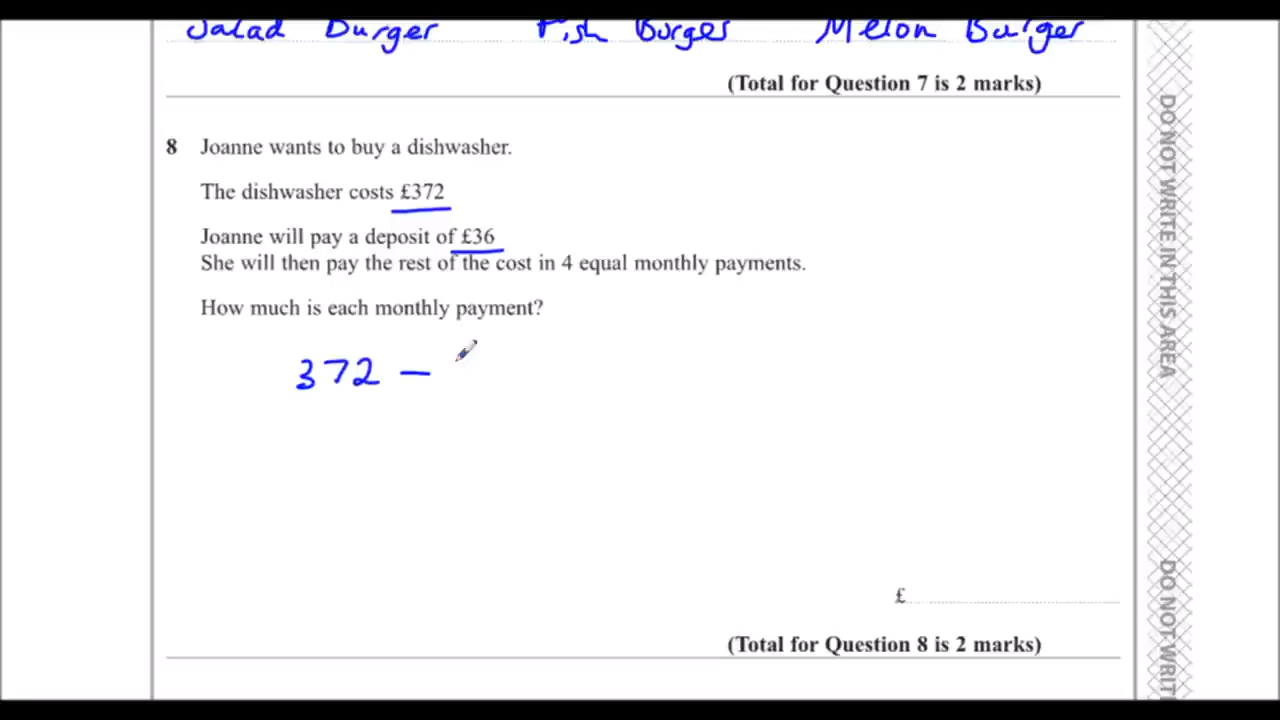 Salad Burger Fish Burger Melon Burger
(Total for Question 7 is 2 marks)
8 Joanne wants to buy a dishwasher.
The dishwasher costs £372
Joanne will pay a deposit of £36
She will then pay the rest of the cost in 4 equal monthly payments.
How much is each monthly payment?
372 –
£
(Total for Question 8 is 2 marks)
DO NOT WRITE IN THIS AREA
DO NOT WRIT